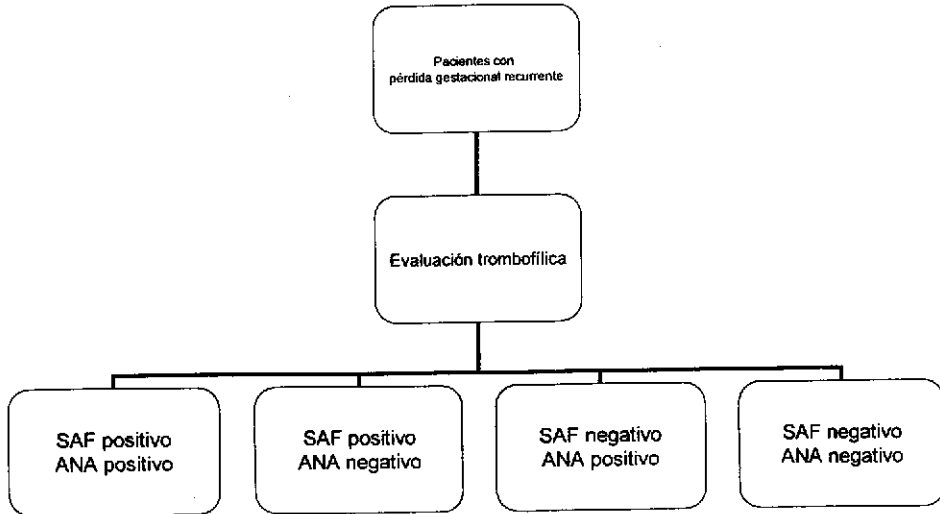 Pacientes con
pérdida gestacional recurrente
Evaluación trombofílica
SAF positivo
ANA positivo
SAF positivo
ANA negativo
SAF negativo
ANA positivo
SAF negativo
ANA negativo